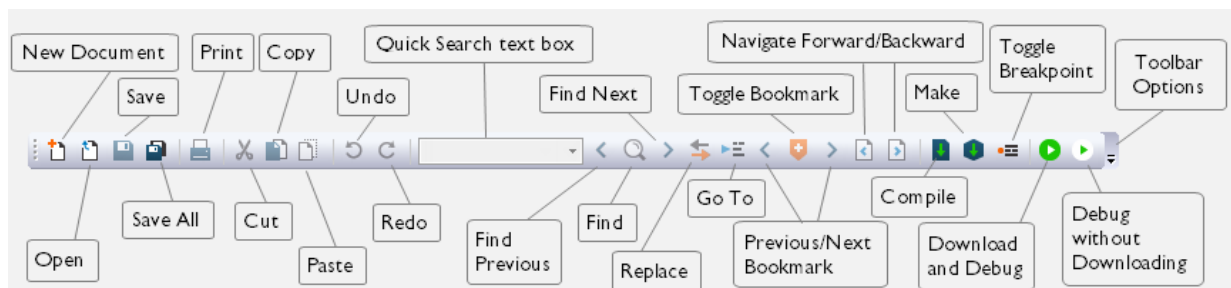 New Document
Print
Copy
Quick Search text box
Navigate Forward/Backward
Toggle
Breakpoint
Toolbar
Options
Save
Undo
Find Next
Toggle Bookmark
Make
Save All
Cut
Redo
Go To
Compile
Open
Paste
Find
Previous
Find
Replace
Previous/Next
Bookmark
Download
and Debug
Debug
without
Downloading